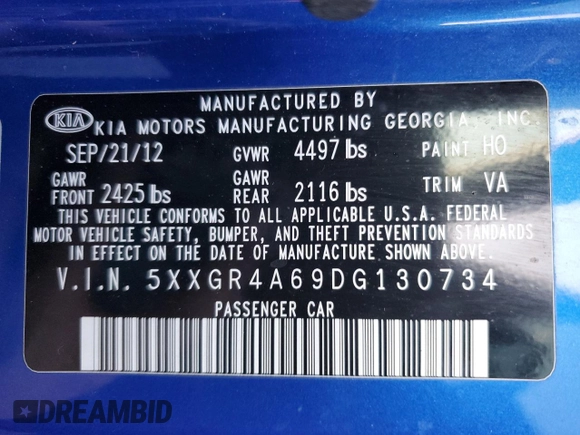 MANUFACTURED BY
KIA KIA MOTORS MANUFACTURING GEORGIA, INC.
SEP/21/12 GVWR 4497 lbs PAINT H0
GAWR FRONT 2425 lbs GAWR REAR 2116 lbs TRIM VA
THIS VEHICLE CONFORMS TO ALL APPLICABLE U.S.A. FEDERAL
MOTOR VEHICLE SAFETY, BUMPER, AND THEFT PREVENTION STANDARDS
IN EFFECT ON THE DATE OF MANUFACTURE SHOWN ABOVE.
V.I.N. 5XXGR4A69DG130734
PASSENGER CAR
DREAMBID